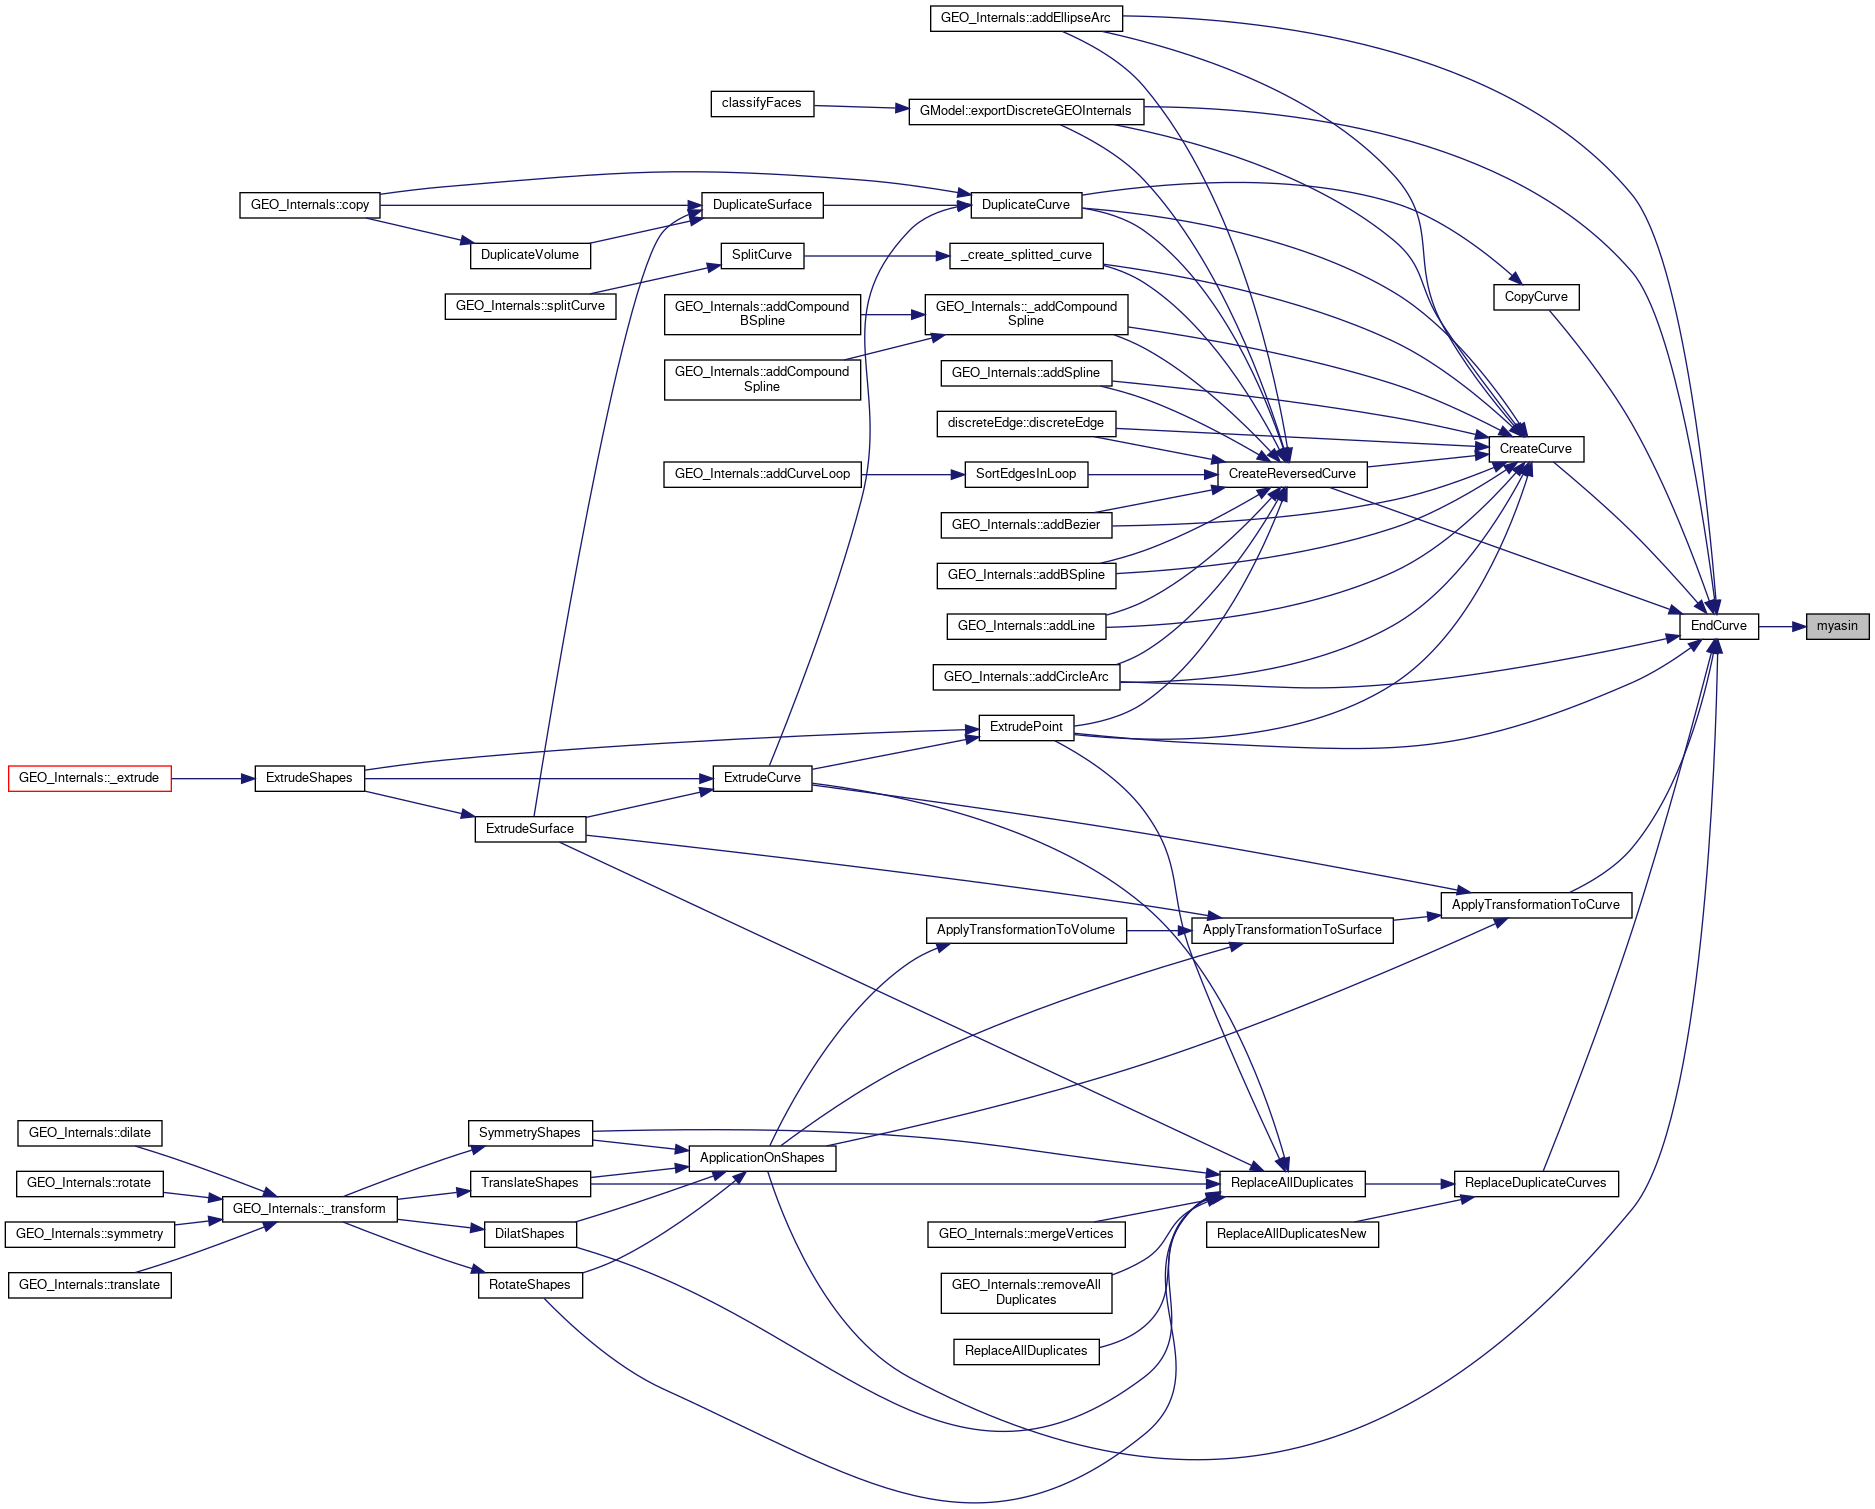 GEO_Internals::addEllipseArc
classifyFaces
GModel::exportDiscreteGEOInternals
GEO_Internals::copy
DuplicateSurface
DuplicateCurve
DuplicateVolume
SplitCurve
_create_splitted_curve
CopyCurve
GEO_Internals::splitCurve
GEO_Internals::addCompound
BSpline
GEO_Internals::_addCompound
Spline
GEO_Internals::addCompound
Spline
GEO_Internals::addSpline
discreteEdge::discreteEdge
CreateCurve
GEO_Internals::addCurveLoop
SortEdgesInLoop
CreateReversedCurve
GEO_Internals::addBezier
GEO_Internals::addBSpline
GEO_Internals::addLine
EndCurve
myasin
GEO_Internals::addCircleArc
ExtrudePoint
GEO_Internals::_extrude
ExtrudeShapes
ExtrudeCurve
ExtrudeSurface
ApplyTransformationToCurve
ApplyTransformationToVolume
ApplyTransformationToSurface
GEO_Internals::dilate
SymmetryShapes
ApplicationOnShapes
GEO_Internals::rotate
TranslateShapes
ReplaceAllDuplicates
ReplaceDuplicateCurves
GEO_Internals::_transform
GEO_Internals::symmetry
DilatShapes
GEO_Internals::mergeVertices
ReplaceAllDuplicatesNew
GEO_Internals::translate
RotateShapes
GEO_Internals::removeAll
Duplicates
ReplaceAllDuplicates